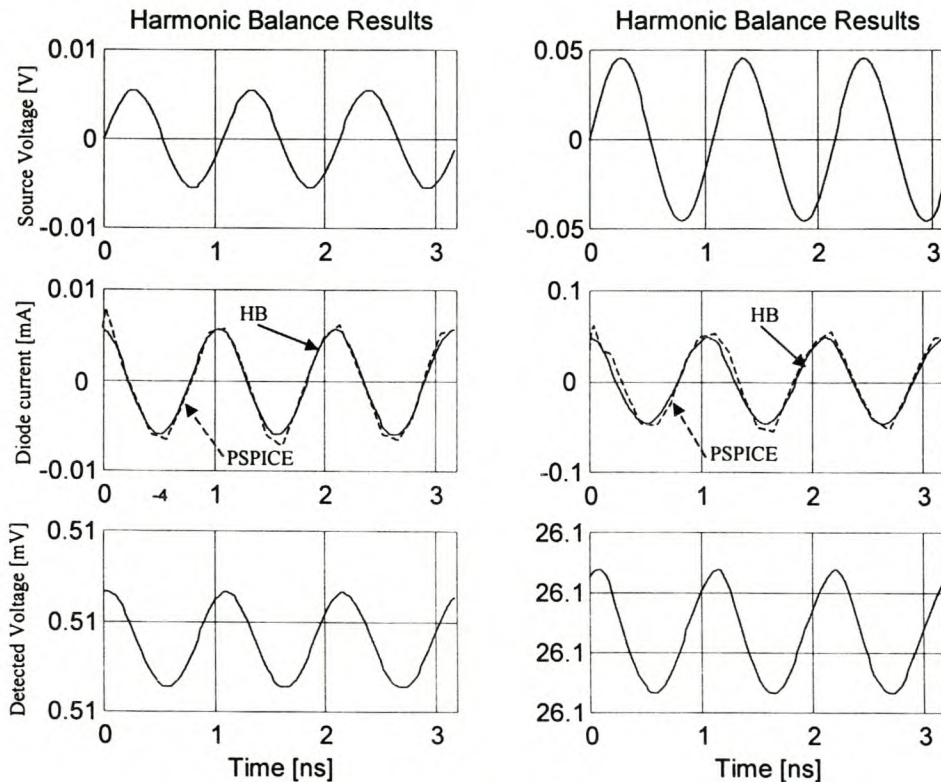 Harmonic Balance Results
Source Voltage [V]
0.01
0
-0.01
0 1 2 3
Diode current [mA]
0.01
0
-0.01
HB
PSPICE
0 -4 1 2 3
Detected Voltage [mV]
0.51
0.51
0.51
0 1 2 3
Time [ns]
Harmonic Balance Results
0.05
0
-0.05
0 1 2 3
0.1
0
-0.1
HB
PSPICE
0 1 2 3
26.1
26.1
26.1
26.1
0 1 2 3
Time [ns]